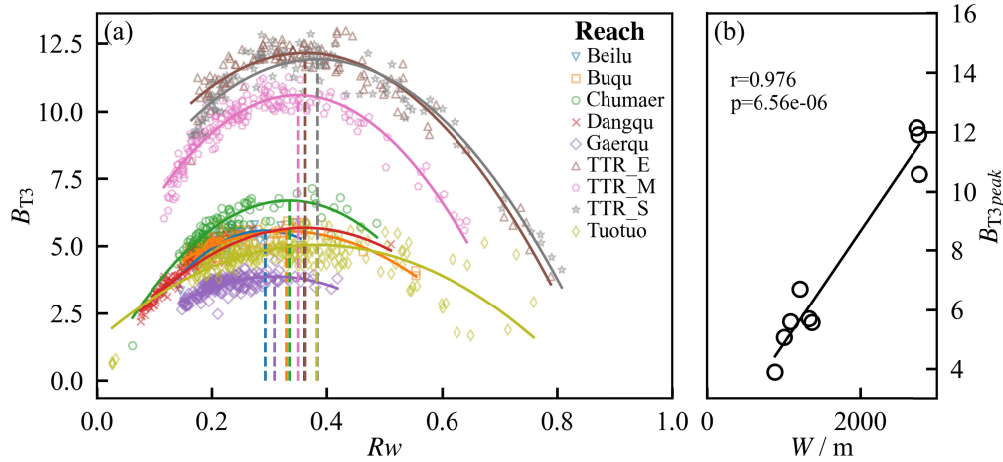 (a)
12.5
10.0
7.5
5.0
2.5
0.0
B_T3
Reach
Beilu
Buqu
Chumaer
Dangqu
Gaerqu
TTR_E
TTR_M
TTR_S
Tuotuo
0.0 0.2 0.4 0.6 0.8 1.0
Rw
(b)
r=0.976
p=6.56e-06
16
14
12
10
8
6
4
B_T3peak
0 2000
W / m